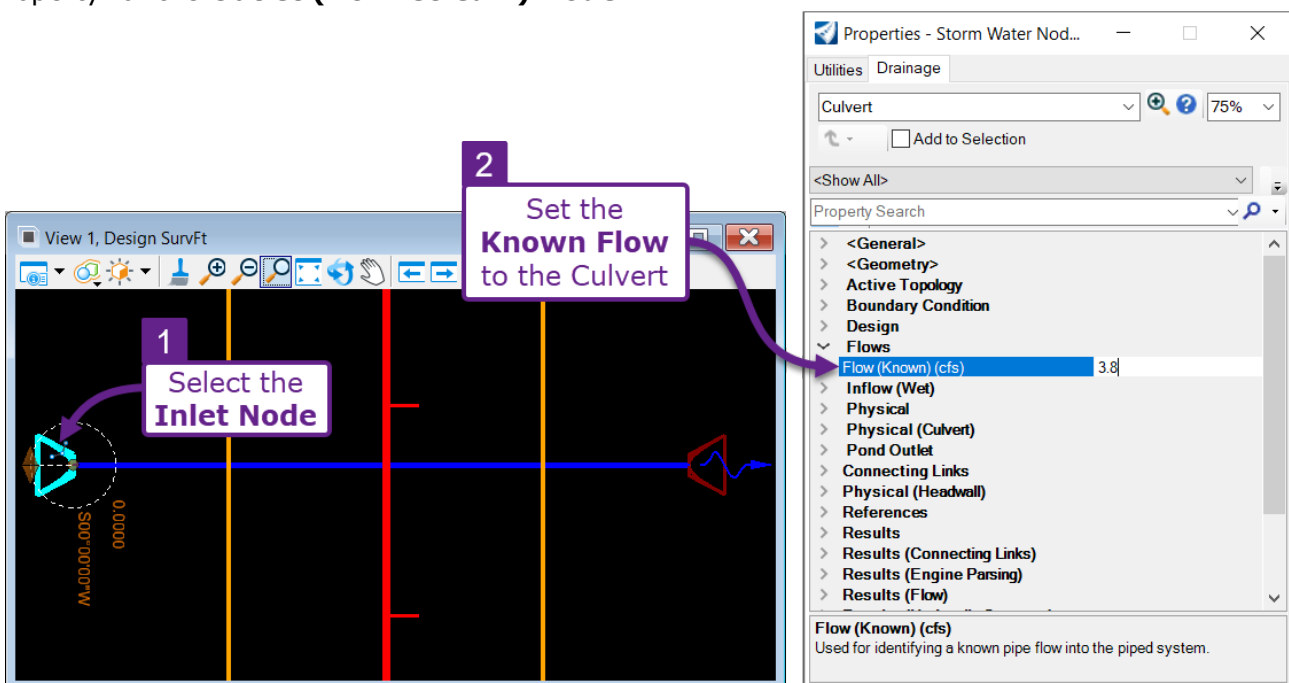 Properties - Storm Water Nod...
Utilities Drainage
Culvert
75%
Add to Selection
<Show All>
Property Search
<General>
<Geometry>
Active Topology
Boundary Condition
Design
Flows
Flow (Known) (cfs) 3.8
Inflow (Wet)
Physical
Physical (Culvert)
Pond Outlet
Connecting Links
Physical (Headwall)
References
Results
Results (Connecting Links)
Results (Engine Parsing)
Results (Flow)
Flow (Known) (cfs)
Used for identifying a known pipe flow into the piped system.
2
Set the
Known Flow
to the Culvert
View 1, Design SurvFt
1
Select the
Inlet Node
0.0000
S00°00'00"W